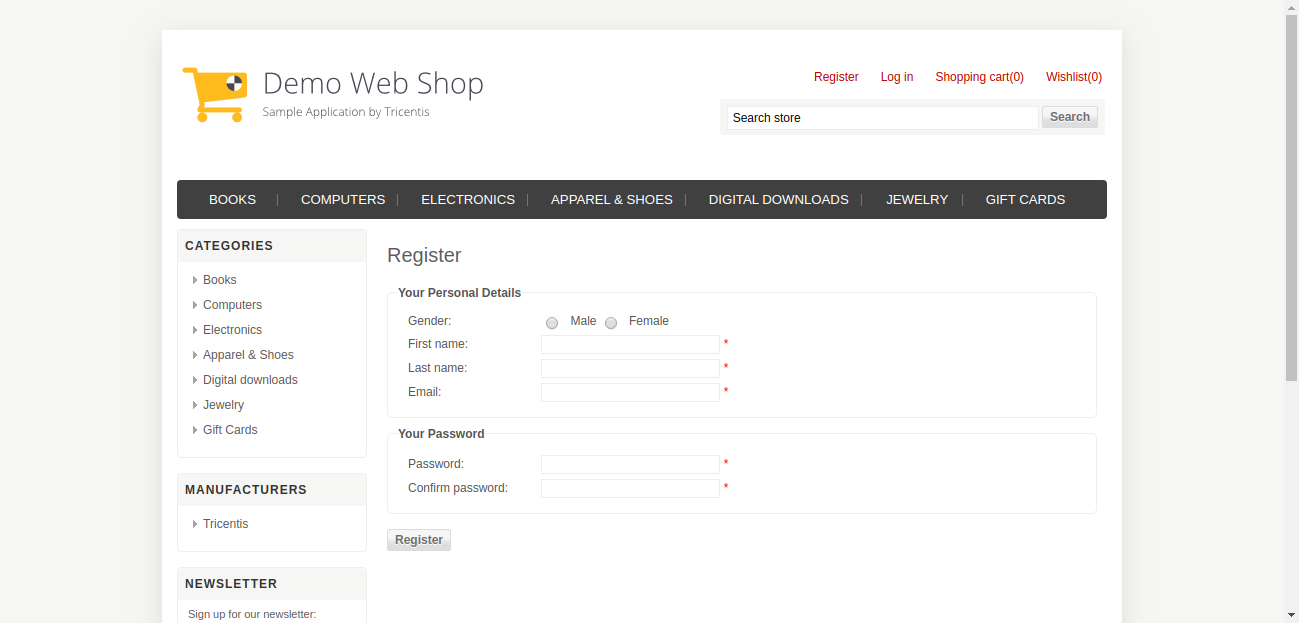 Demo Web Shop
Sample Application by Tricentis
Register Log in Shopping cart(0) Wishlist(0)
Search store Search
BOOKS COMPUTERS ELECTRONICS APPAREL & SHOES DIGITAL DOWNLOADS JEWELRY GIFT CARDS
CATEGORIES
Books
Computers
Electronics
Apparel & Shoes
Digital downloads
Jewelry
Gift Cards
MANUFACTURERS
Tricentis
NEWSLETTER
Sign up for our newsletter:
Register
Your Personal Details
Gender: Male Female
First name: *
Last name: *
Email: *
Your Password
Password: *
Confirm password: *
Register